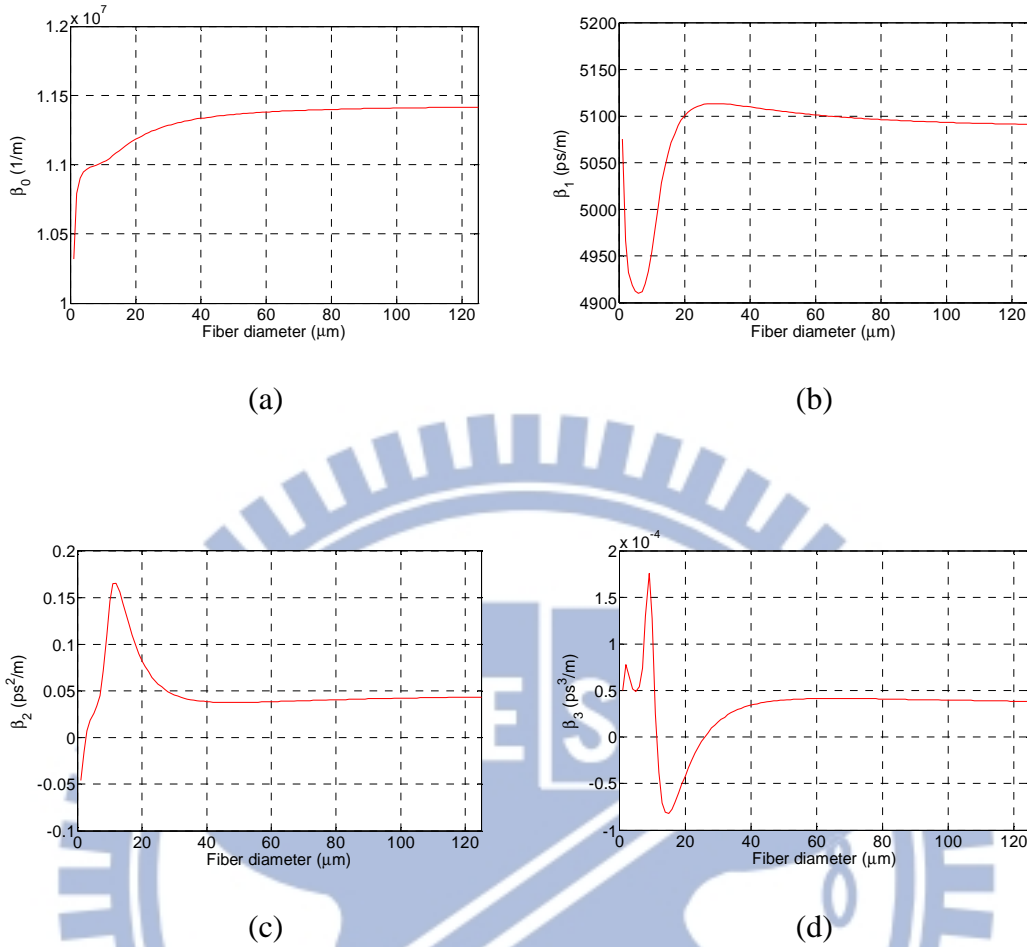 x 10⁷
1.2
1.15
1.1
1.05
1
β₀ (1/m)
0 20 40 60 80 100 120
Fiber diameter (μm)
(a)
5200
5150
5100
5050
5000
4950
4900
β₁ (ps/m)
0 20 40 60 80 100 120
Fiber diameter (μm)
(b)
0.2
0.15
0.1
0.05
0
-0.05
-0.1
β₂ (ps²/m)
0 20 40 60 80 100 120
Fiber diameter (μm)
(c)
x 10⁻⁴
2
1.5
1
0.5
0
-0.5
-1
β₃ (ps³/m)
0 20 40 60 80 100 120
Fiber diameter (μm)
(d)
E S
8